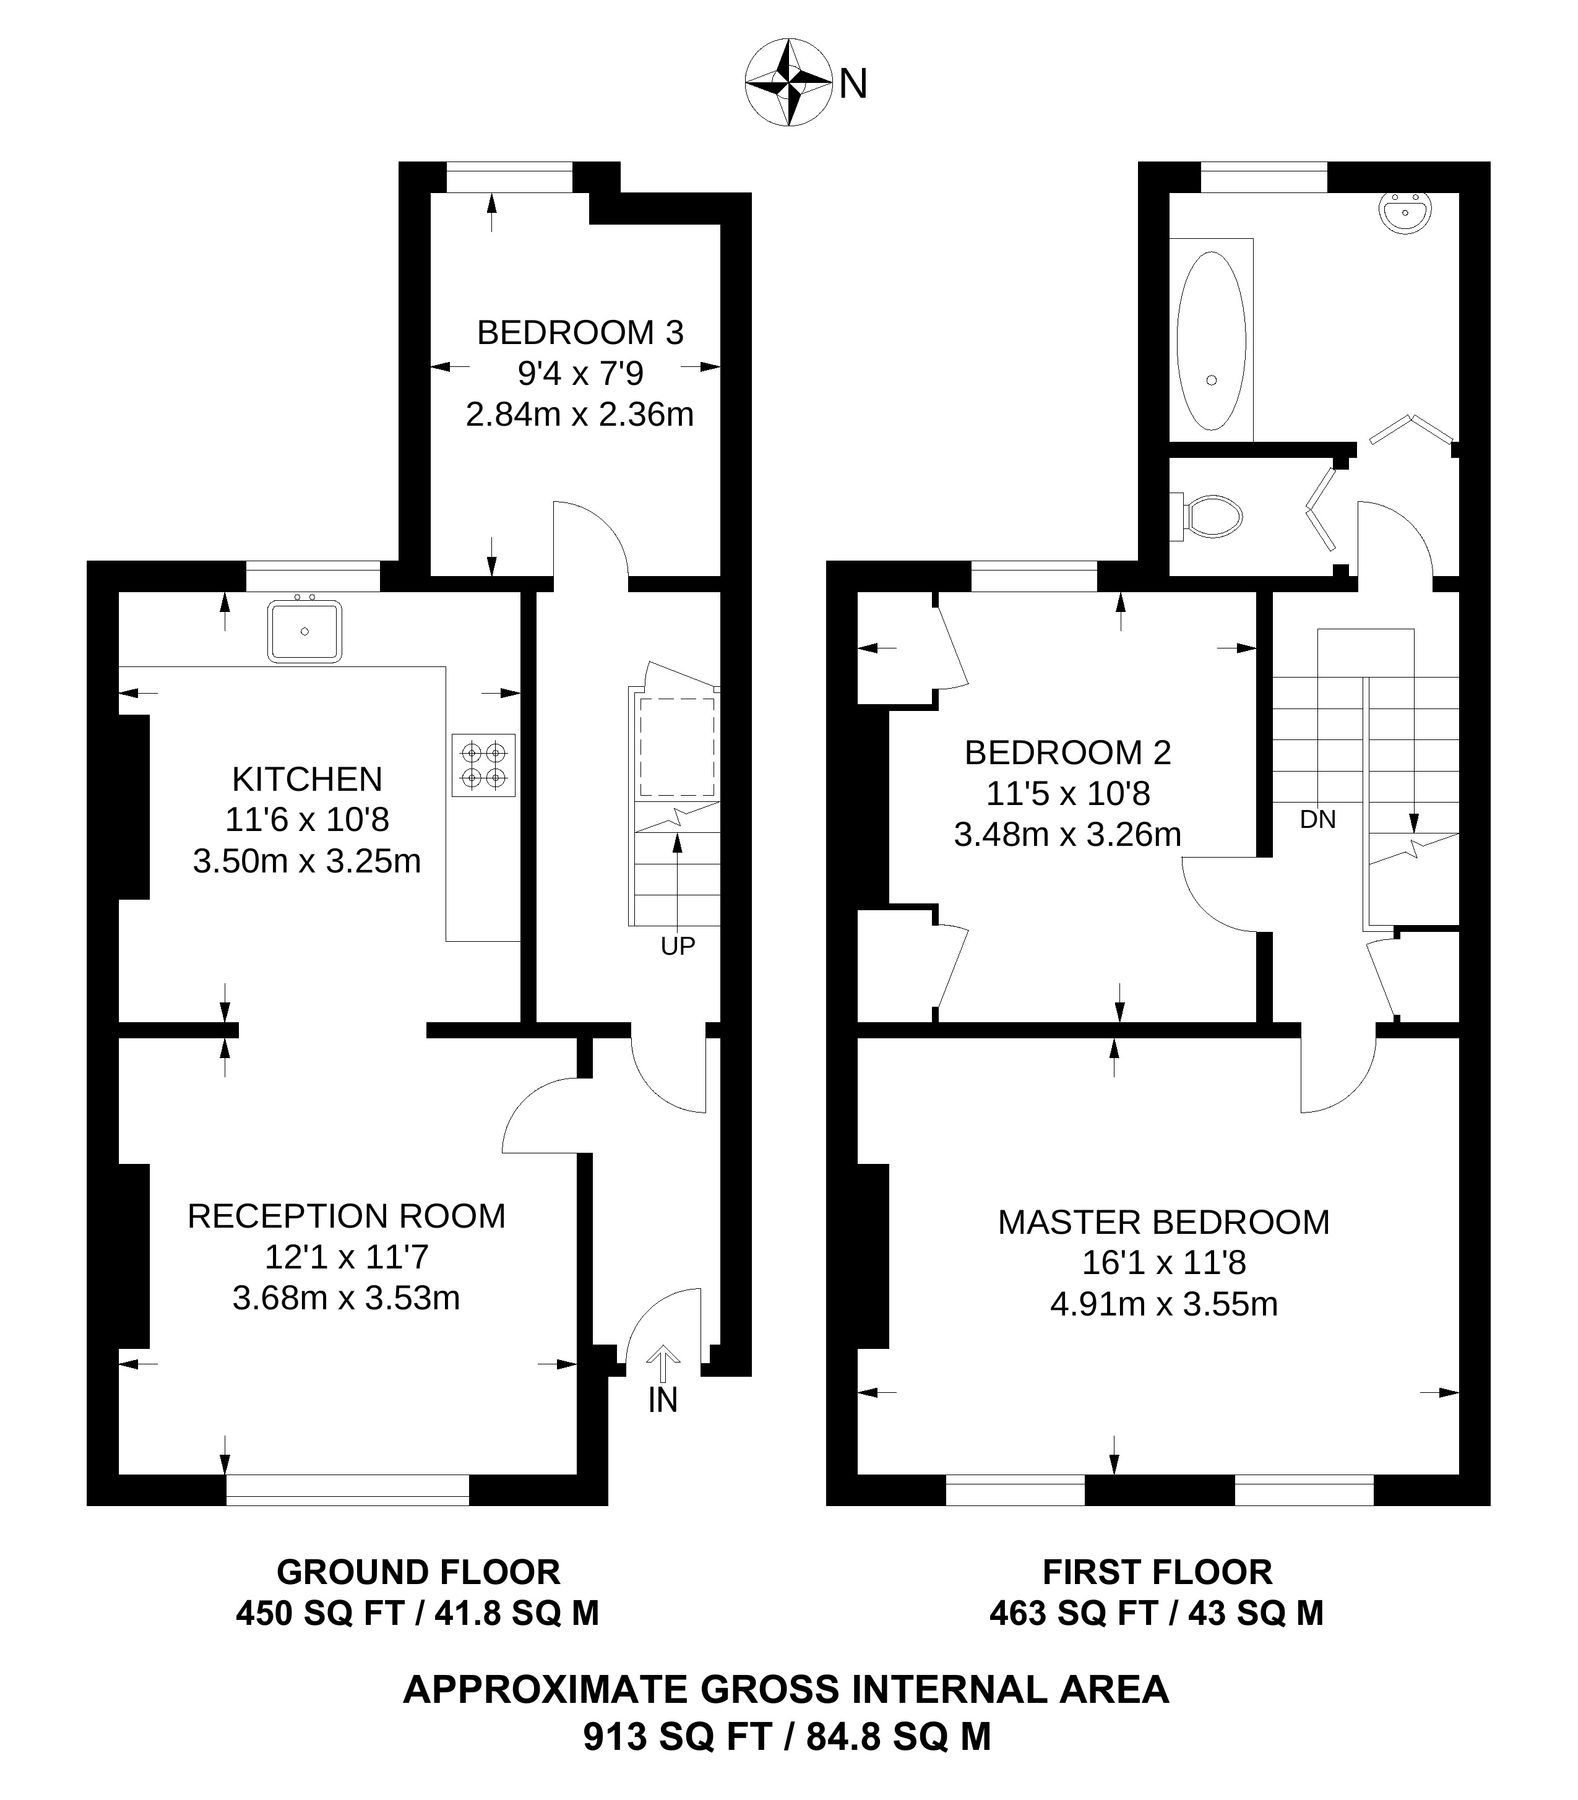 N
BEDROOM 3
9'4 x 7'9
2.84m x 2.36m
KITCHEN
11'6 x 10'8
3.50m x 3.25m
UP
RECEPTION ROOM
12'1 x 11'7
3.68m x 3.53m
IN
BEDROOM 2
11'5 x 10'8
3.48m x 3.26m
DN
MASTER BEDROOM
16'1 x 11'8
4.91m x 3.55m
GROUND FLOOR
450 SQ FT / 41.8 SQ M
FIRST FLOOR
463 SQ FT / 43 SQ M
APPROXIMATE GROSS INTERNAL AREA
913 SQ FT / 84.8 SQ M